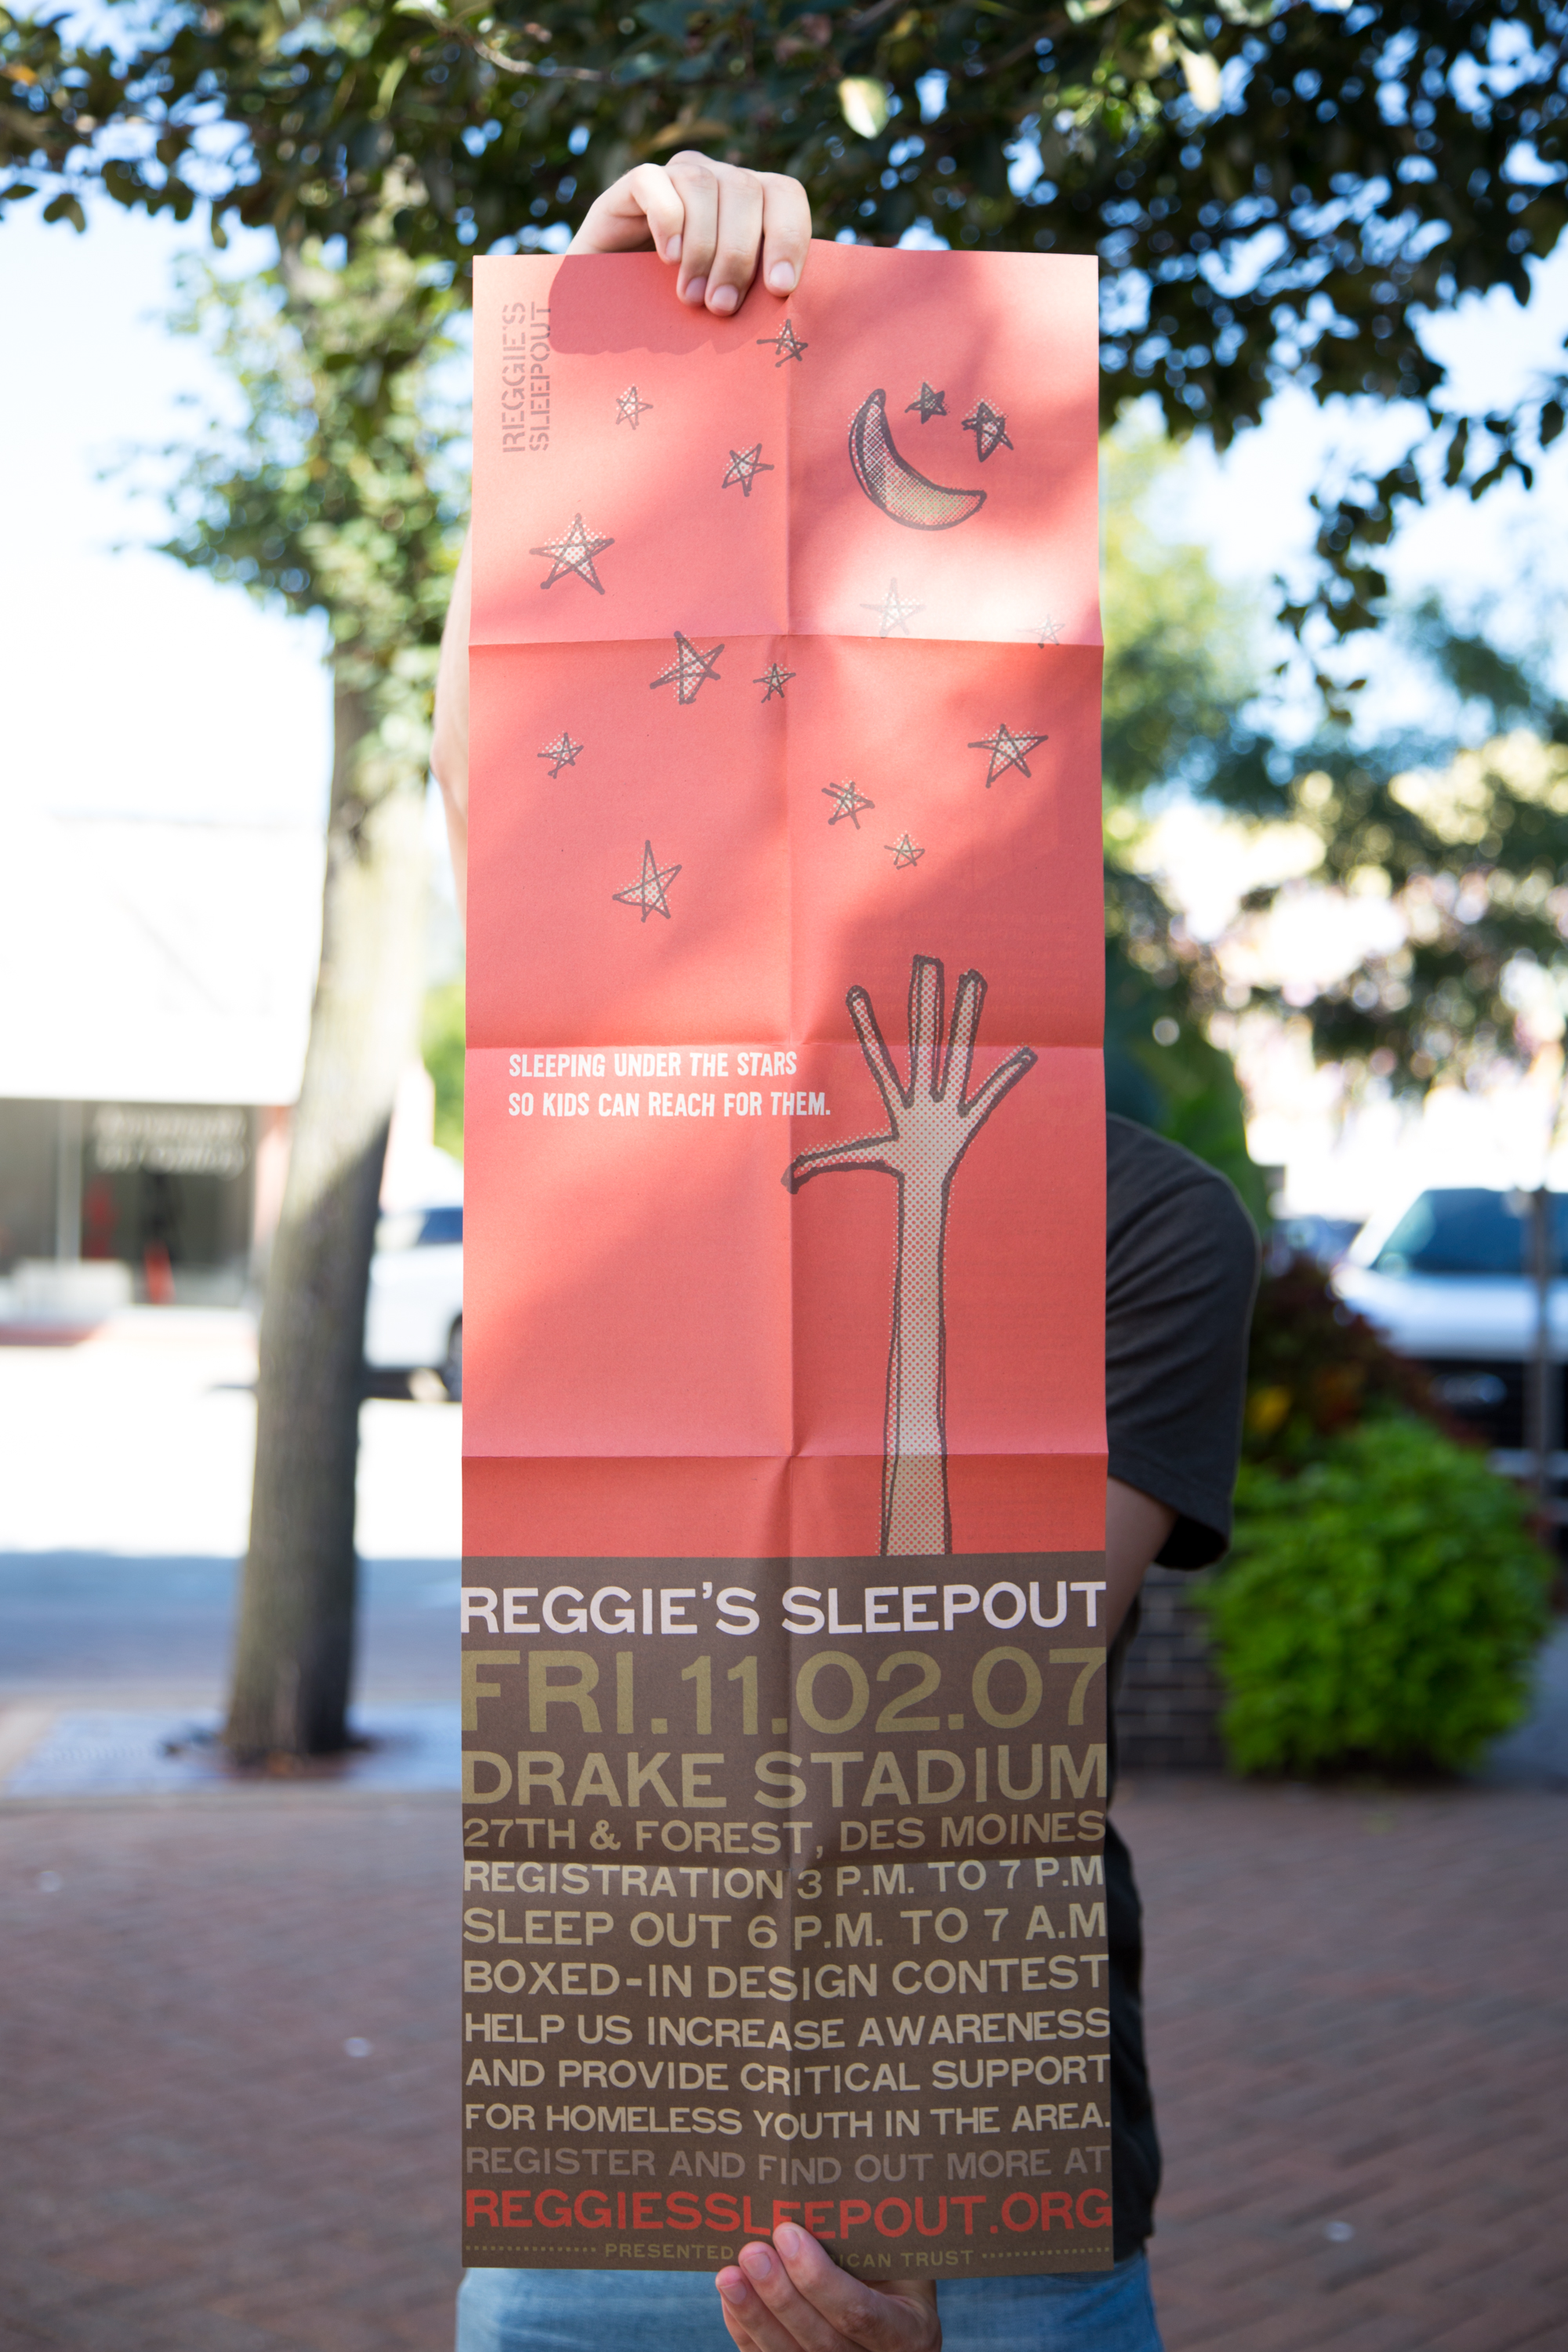 REGGIE'S
SLEEPOUT
SLEEPING UNDER THE STARS
SO KIDS CAN REACH FOR THEM.
REGGIE'S SLEEPOUT
FRI.11.02.07
DRAKE STADIUM
27TH & FOREST, DES MOINES
REGISTRATION 3 P.M. TO 7 P.M
SLEEP OUT 6 P.M. TO 7 A.M
BOXED-IN DESIGN CONTEST
HELP US INCREASE AWARENESS
AND PROVIDE CRITICAL SUPPORT
FOR HOMELESS YOUTH IN THE AREA.
REGISTER AND FIND OUT MORE AT
REGGIESSLEEPOUT.ORG
PRESENTED TRUST